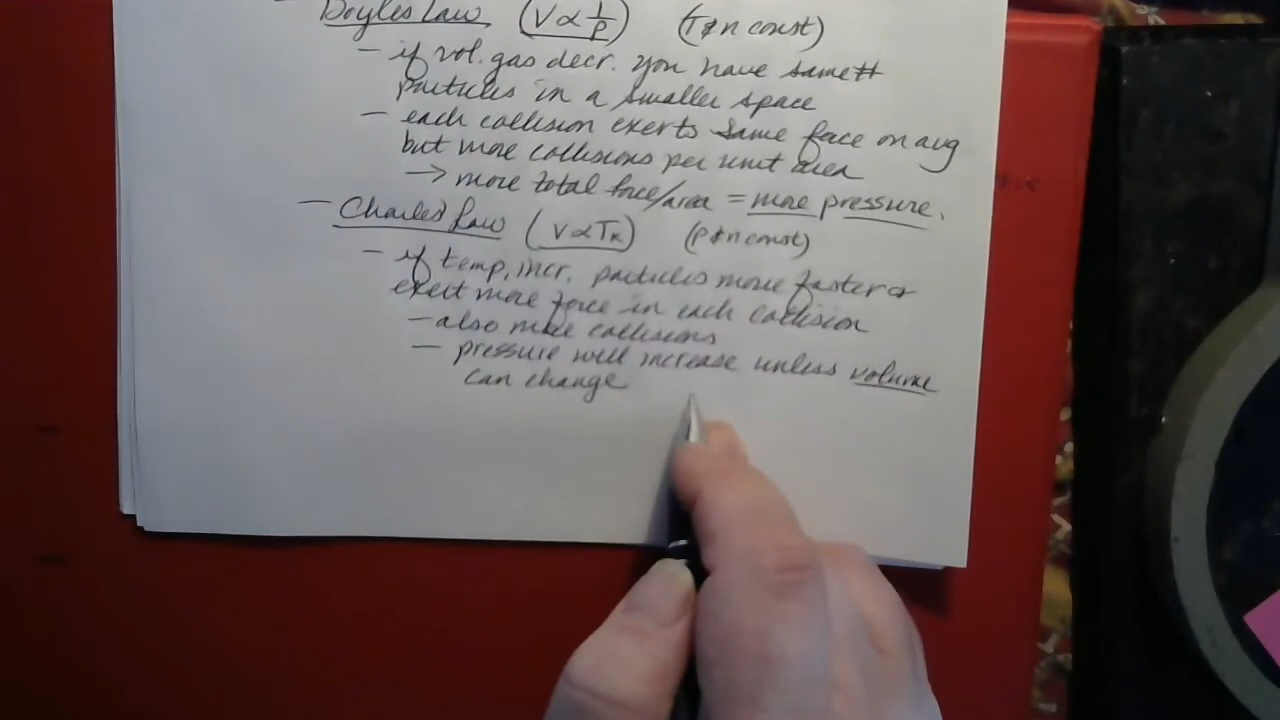 — Boyles Law (V ∝ 1/P) (T & n const)
– if vol. gas decr. you have same #
particles in a smaller space
– each collision exerts same force on avg
but more collisions per unit area
→ more total force/area = more pressure.
— Charles' Law (V ∝ TK) (P & n const)
– if temp. incr. particles move faster &
exert more force in each collision
– also more collisions
– pressure will increase unless volume
can change